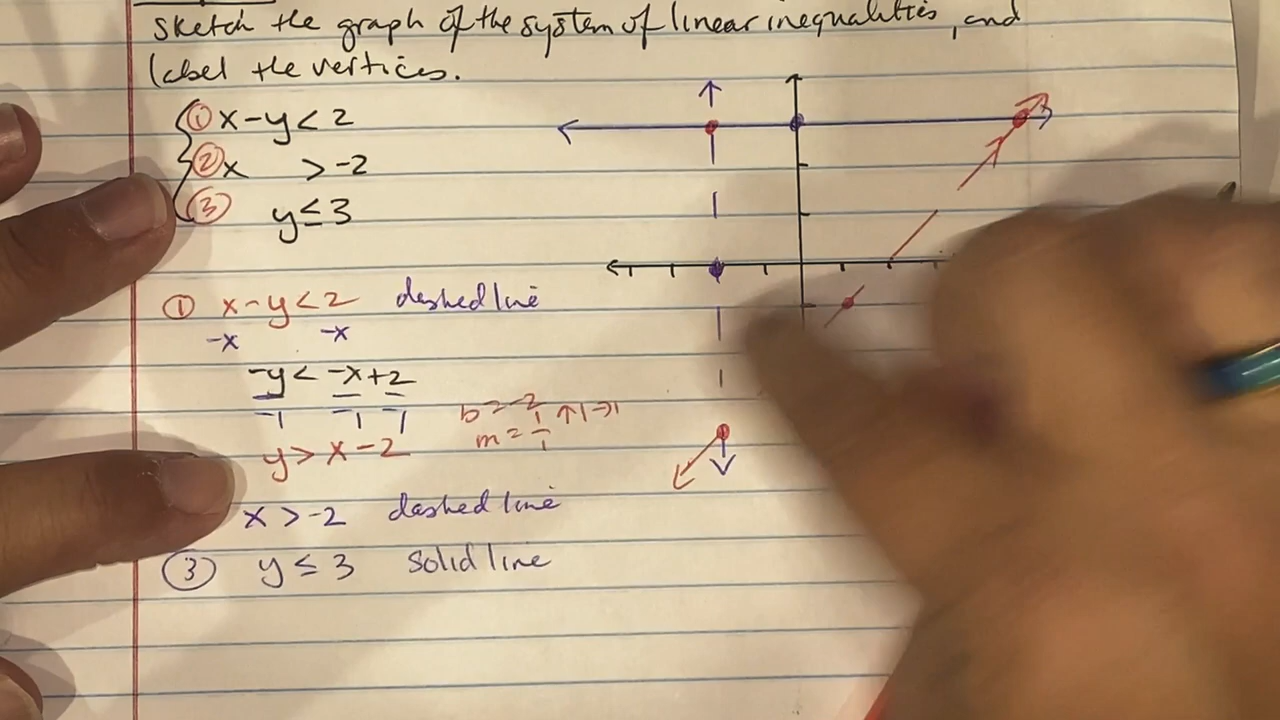 Sketch the graph of the system of linear inequalities, and
label the vertices.
① x-y < 2
② x > -2
③ y ≤ 3
① x-y < 2 dashed line
-x -x
-y < -x+2
-1 -1 -1
y > x-2
b = -2
m = 1/1 ↑1→1
x > -2 dashed line
③ y ≤ 3 solid line